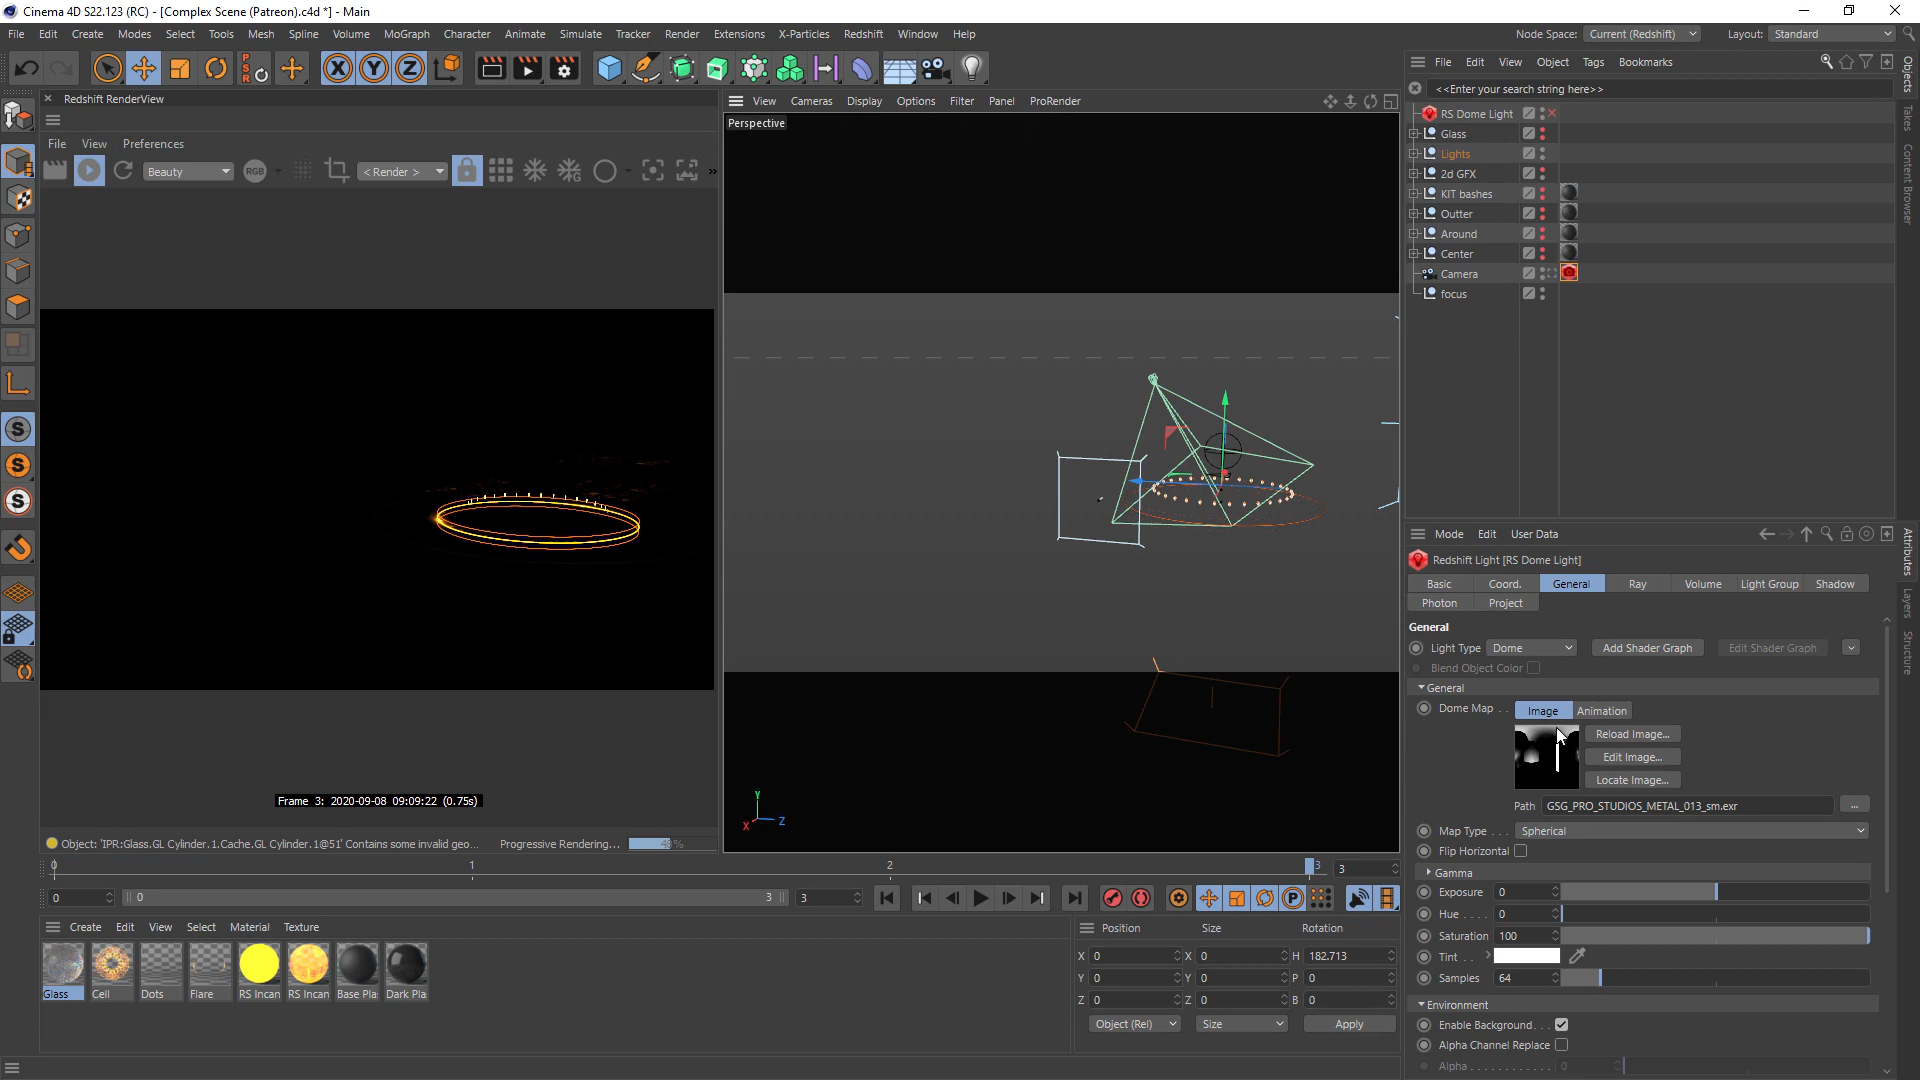 Cinema 4D S22.123 (RC) - [Complex Scene (Patreon).c4d *] - Main
File Edit Create Modes Select Tools Mesh Spline Volume MoGraph Character Animate Simulate Tracker Render Extensions X-Particles Redshift Window Help
Node Space: Current (Redshift) Layout: Standard
PSR X Y Z
File Edit View Object Tags Bookmarks
<<Enter your search string here>>
Redshift RenderView
View Cameras Display Options Filter Panel ProRender
Perspective
File View Preferences
Beauty RGB < Render > »
RS Dome Light
Glass
Lights
2d GFX
KIT bashes
Outter
Around
Center
Camera
focus
Objects
Takes
Content Browser
Attributes
Layers
Structure
Mode Edit User Data
Redshift Light [RS Dome Light]
Basic Coord. General Ray Volume Light Group Shadow
Photon Project
General
Light Type Dome Add Shader Graph Edit Shader Graph
Blend Object Color
General
Dome Map . . Image Animation
Reload Image...
Edit Image...
Locate Image...
Path GSG_PRO_STUDIOS_METAL_013_sm.exr ...
Map Type . . . Spherical
Flip Horizontal
Gamma
Exposure 0
Hue . . . . 0
Saturation 100
Tint . .
Samples 64
Environment
Enable Background. . .
Alpha Channel Replace
Alpha . . . . . . . . . . . . 0
S
S
S
Y
X Z
Frame 3: 2020-09-08 09:09:22 (0.75s)
Object: 'IPR:Glass.GL Cylinder.1.Cache.GL Cylinder.1@51' Contains some invalid geo... Progressive Rendering... 
0 1 2 3 3
0 0 3 3
P
Create Edit View Select Material Texture
Glass Cell Dots Flare RS Incan RS Incan Base Pla Dark Pla
Position Size Rotation
X 0 X 0 H 182.713
Y 0 Y 0 P 0
Z 0 Z 0 B 0
Object (Rel) Size Apply